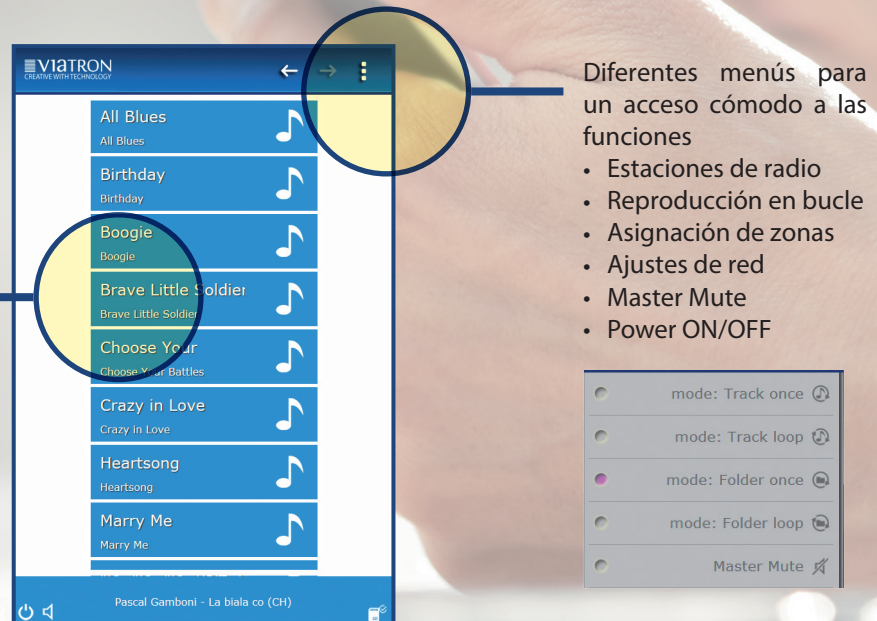 VIATRON
CREATIVE WITH TECHNOLOGY
All Blues
All Blues
Birthday
Birthday
Boogie
Boogie
Brave Little Soldier
Brave Little Soldier
Choose Your
Choose Your Battles
Crazy in Love
Crazy in Love
Heartsong
Heartsong
Marry Me
Marry Me
Pascal Gamboni - La biala co (CH)
Diferentes menús para
un acceso cómodo a las
funciones
• Estaciones de radio
• Reproducción en bucle
• Asignación de zonas
• Ajustes de red
• Master Mute
• Power ON/OFF
mode: Track once
mode: Track loop
mode: Folder once
mode: Folder loop
Master Mute